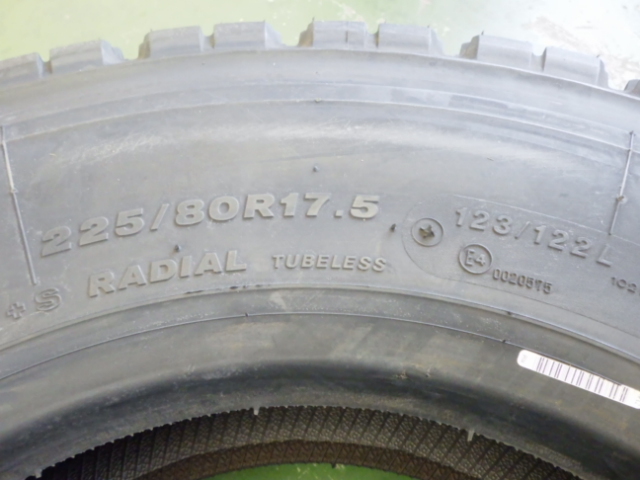 225/80R17.5
123/122L
*S RADIAL TUBELESS
E4 0020515